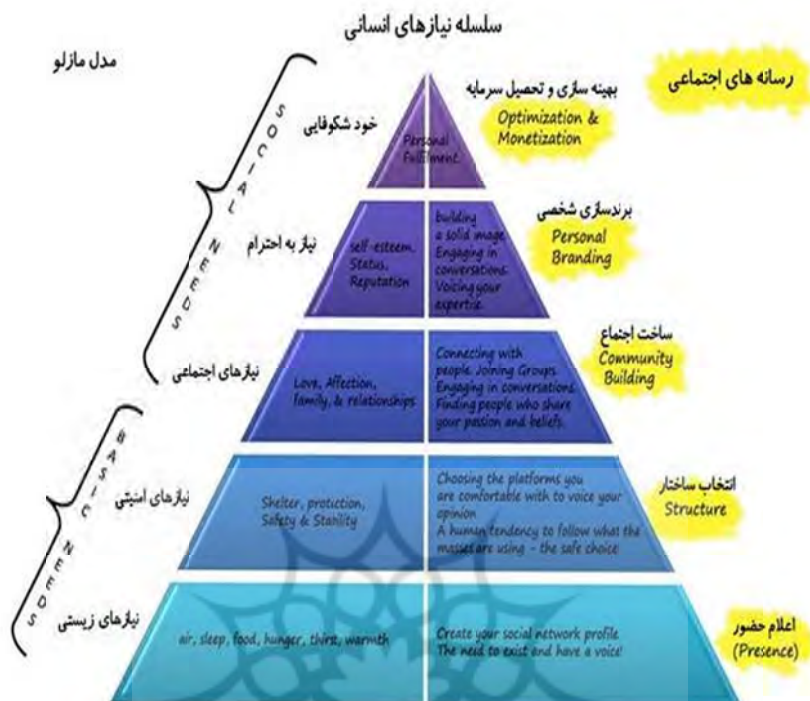 سلسله نیازهای انسانی
مدل مازلو
رسانه های اجتماعی
SOCIAL NEEDS
خود شکوفایی
Personal
Fulfilment.
بهینه سازی و تحصیل سرمایه
Optimization &
Monetization
نیاز به احترام
self-esteem.
Status,
Reputation
building
a solid image.
Engaging in
conversations.
Voicing your
expertise.
برندسازی شخصی
Personal
Branding
نیازهای اجتماعی
Love, Affection,
family, & relationships
Connecting with
people. Joining Groups.
Engaging in conversations.
Finding people who share
your passion and beliefs.
ساخت اجتماع
Community
Building
BASIC NEEDS
نیازهای امنیتی
Shelter, protection,
Safety & Stability
Choosing the platforms you
are comfortable with to voice your
opinion
A human tendency to follow what the
masses are using - the safe choice
انتخاب ساختار
Structure
نیازهای زیستی
air, sleep, food, hunger, thirst, warmth
Create your social network profile
The need to exist and have a voice!
اعلام حضور
(Presence)